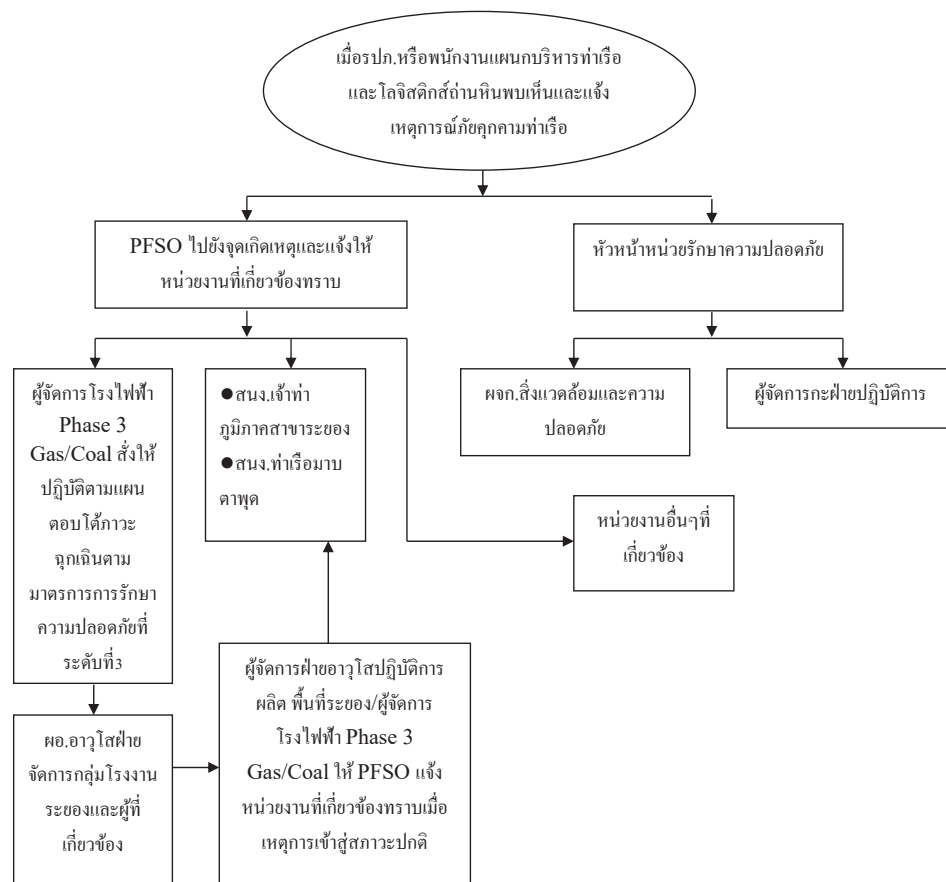 เมื่อรปภ.หรือพนักงานแผนกบริหารท่าเรือ
และโลจิสติกส์ถ่านหินพบเห็นและแจ้ง
เหตุการณ์ภัยคุกคามท่าเรือ
PFSO ไปยังจุดเกิดเหตุและแจ้งให้
หน่วยงานที่เกี่ยวข้องทราบ
หัวหน้าหน่วยรักษาความปลอดภัย
ผู้จัดการโรงไฟฟ้า
Phase 3
Gas/Coal สั่งให้
ปฏิบัติตามแผน
ตอบโต้ภาวะ
ฉุกเฉินตาม
มาตรการการรักษา
ความปลอดภัยที่
ระดับที่3
●สนง.เจ้าท่า
ภูมิภาคสาขาระยอง
●สนง.ท่าเรือมาบ
ตาพุด
ผจก.สิ่งแวดล้อมและความ
ปลอดภัย
ผู้จัดการกะฝ่ายปฏิบัติการ
หน่วยงานอื่นๆที่
เกี่ยวข้อง
ผอ.อาวุโสฝ่าย
จัดการกลุ่มโรงงาน
ระยองและผู้ที่
เกี่ยวข้อง
ผู้จัดการฝ่ายอาวุโสปฏิบัติการ
ผลิต พื้นที่ระยอง/ผู้จัดการ
โรงไฟฟ้า Phase 3
Gas/Coal ให้ PFSO แจ้ง
หน่วยงานที่เกี่ยวข้องทราบเมื่อ
เหตุการเข้าสู่สภาวะปกติ